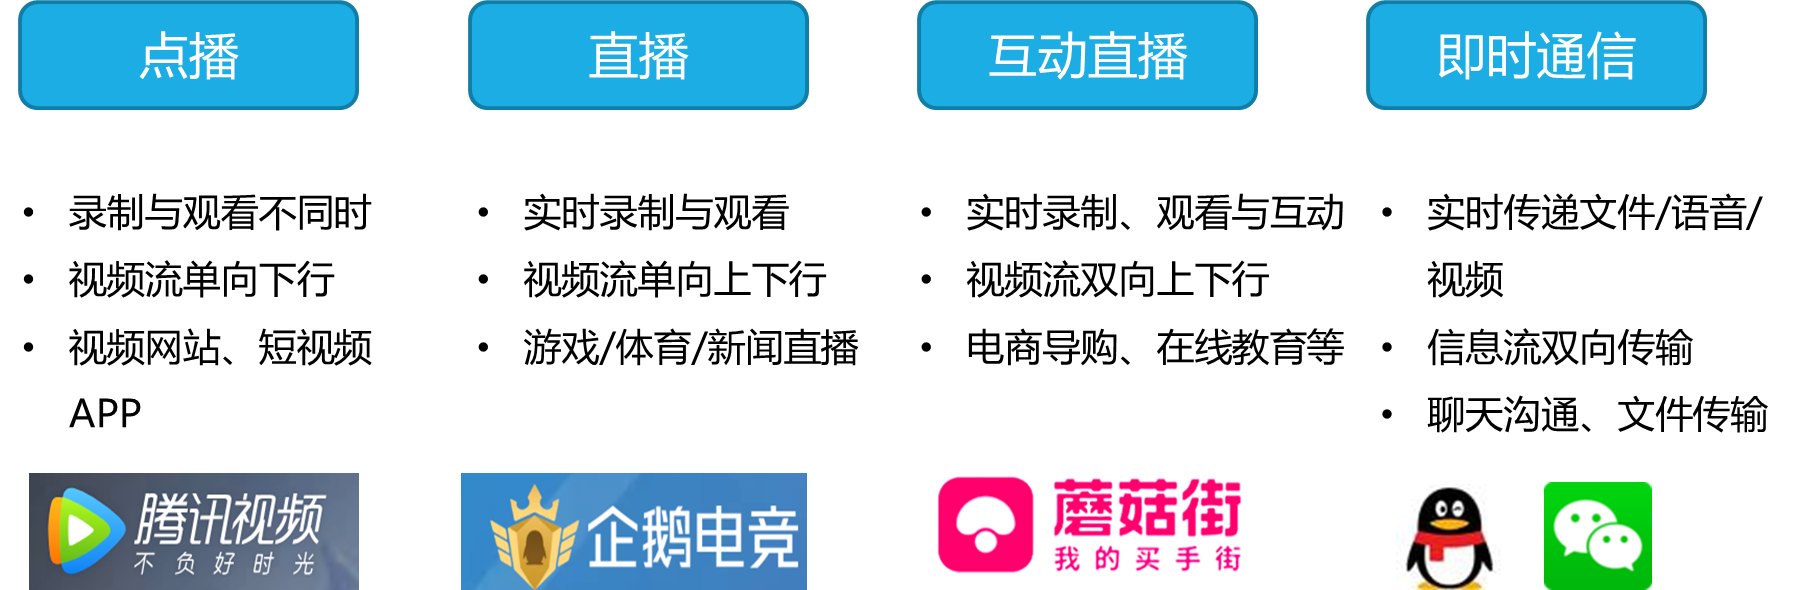 点播
录制与观看不同时
视频流单向下行
视频网站、短视频
APP
腾讯视频
不负好时光
直播
实时录制与观看
视频流单向上下行
游戏/体育/新闻直播
企鹅电竞
互动直播
实时录制、观看与互动
视频流双向上下行
电商导购、在线教育等
蘑菇街
我的买手街
即时通信
实时传递文件/语音/
视频
信息流双向传输
聊天沟通、文件传输